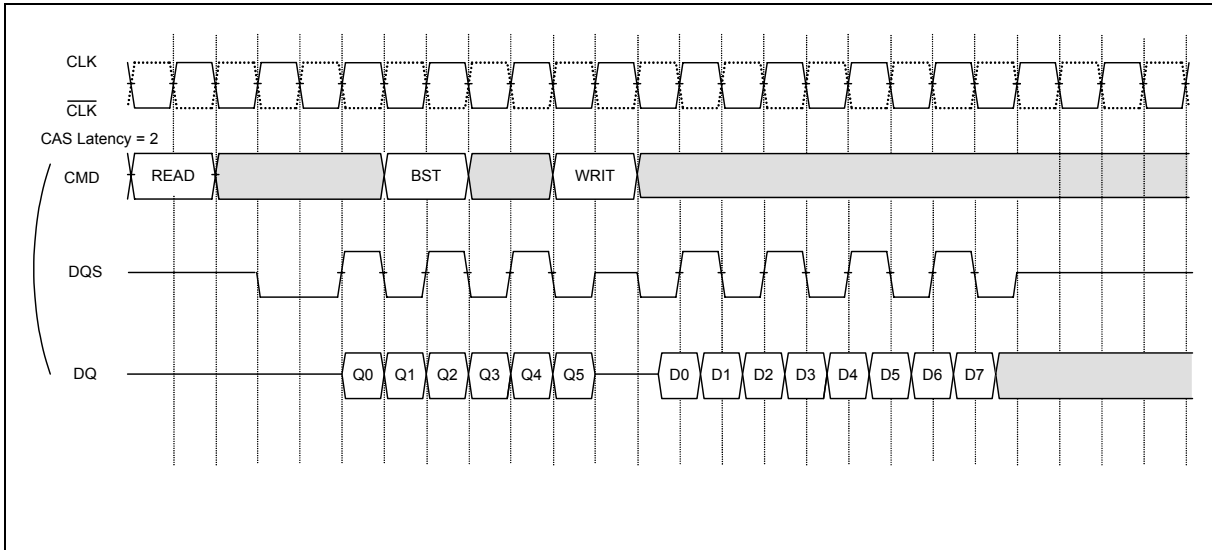 CLK
CLK
CAS Latency = 2
CMD READ BST WRIT
DQS
DQ Q0 Q1 Q2 Q3 Q4 Q5 D0 D1 D2 D3 D4 D5 D6 D7